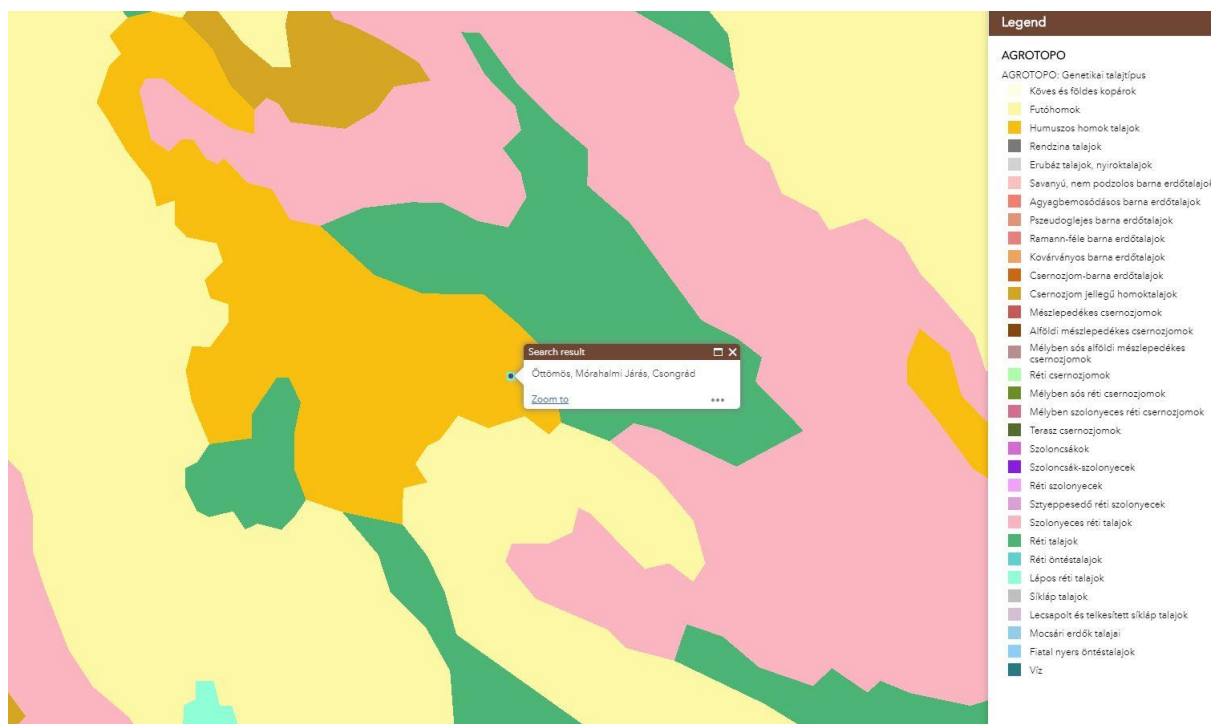 Legend
AGROTOPO
AGROTOPO: Genetikai talajtípus
Köves és földes kopárok
Futóhomok
Humuszos homok talajok
Rendzina talajok
Erubáz talajok, nyiroktalajok
Savanyú, nem podzolos barna erdőtalajok
Agyagbemosódásos barna erdőtalajok
Pszeudoglejes barna erdőtalajok
Ramann-féle barna erdőtalajok
Kovárványos barna erdőtalajok
Csernozjom-barna erdőtalajok
Csernozjom jellegű homoktalajok
Mészlepedékes csernozjomok
Alföldi mészlepedékes csernozjomok
Mélyben sós alföldi mészlepedékes
csernozjomok
Réti csernozjomok
Mélyben sós réti csernozjomok
Mélyben szolonyeces réti csernozjomok
Terasz csernozjomok
Szoloncsákok
Szoloncsák-szolonyecek
Réti szolonyecek
Sztyeppesedő réti szolonyecek
Szolonyeces réti talajok
Réti talajok
Réti öntéstalajok
Lápos réti talajok
Síkláp talajok
Lecsapolt és telkesített síkláp talajok
Mocsári erdők talajai
Fiatal nyers öntéstalajok
Víz
Search result
Öttömös, Mórahalmi Járás, Csongrád
Zoom to